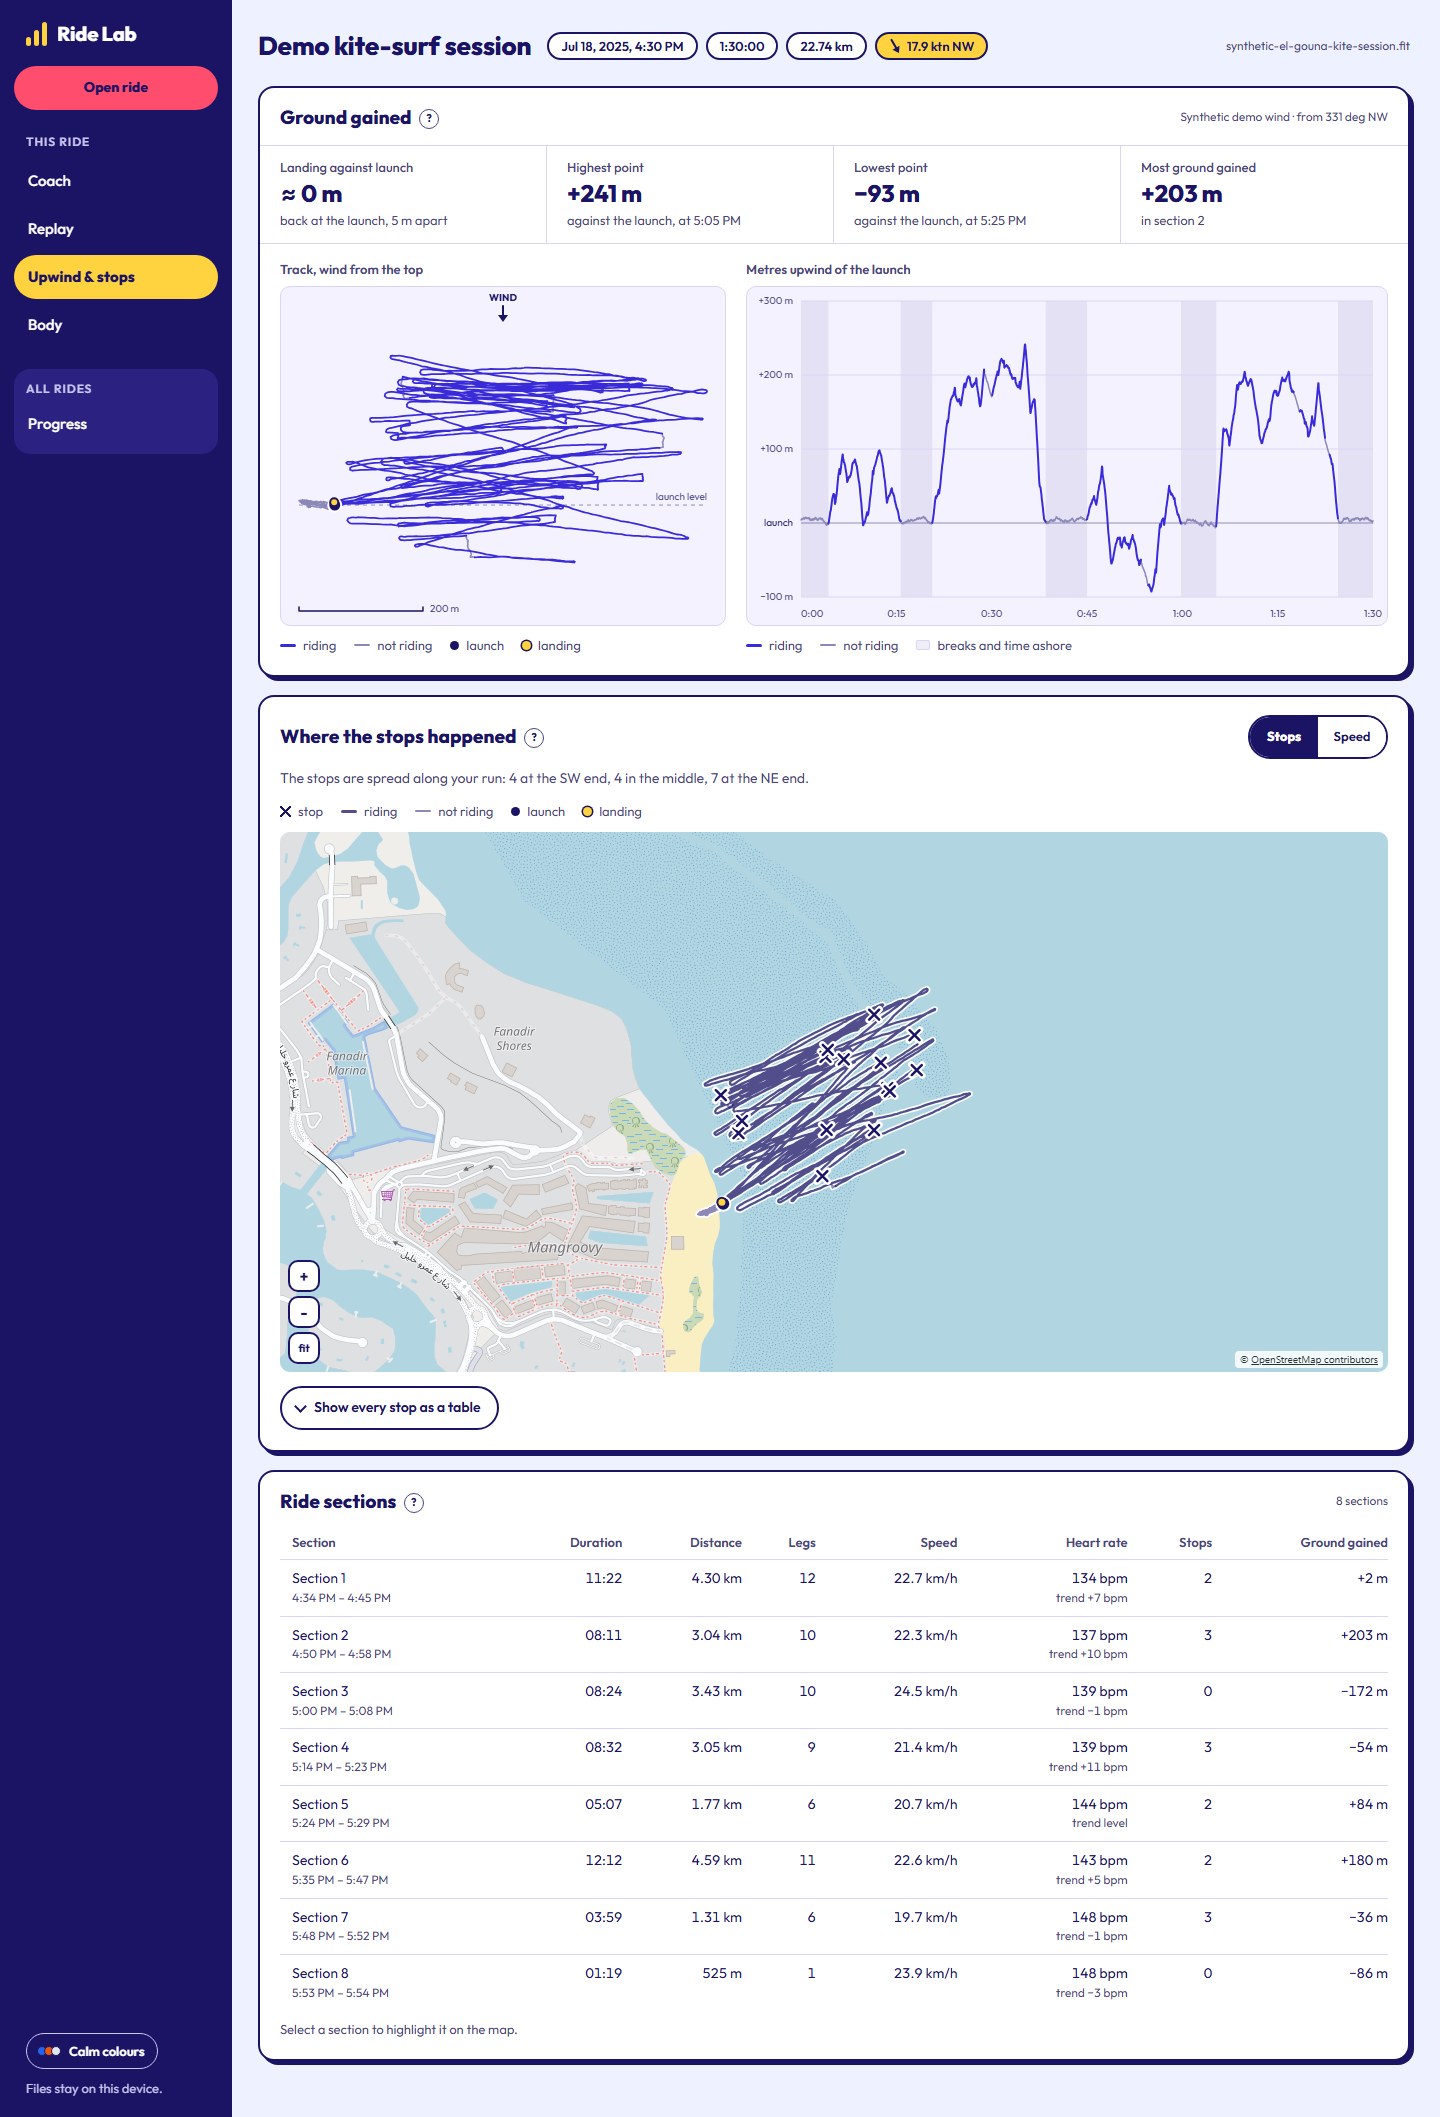 Ride Lab
Open ride
THIS RIDE
Coach
Replay
Upwind & stops
Body
ALL RIDES
Progress
Calm colours
Files stay on this device.
Demo kite-surf session
Jul 18, 2025, 4:30 PM
1:30:00
22.74 km
17.9 ktn NW
synthetic-el-gouna-kite-session.fit
Ground gained ?
Synthetic demo wind · from 331 deg NW
Landing against launch
≈ 0 m
back at the launch, 5 m apart
Highest point
+241 m
against the launch, at 5:05 PM
Lowest point
−93 m
against the launch, at 5:25 PM
Most ground gained
+203 m
in section 2
Track, wind from the top
WIND
launch level
200 m
riding not riding launch landing
Metres upwind of the launch
+300 m
+200 m
+100 m
launch
−100 m
0:00 0:15 0:30 0:45 1:00 1:15 1:30
riding not riding breaks and time ashore
Where the stops happened ?
Stops Speed
The stops are spread along your run: 4 at the SW end, 4 in the middle, 7 at the NE end.
stop riding not riding launch landing
Fanadir
Shores
Fanadir
Marina
شارع عمرو خليل
Mangroovy
شارع عمرو خليل
+
-
fit
© OpenStreetMap contributors
Show every stop as a table
Ride sections ?
8 sections
Section Duration Distance Legs Speed Heart rate Stops Ground gained
Section 1 11:22 4.30 km 12 22.7 km/h 134 bpm 2 +2 m
4:34 PM – 4:45 PM trend +7 bpm
Section 2 08:11 3.04 km 10 22.3 km/h 137 bpm 3 +203 m
4:50 PM – 4:58 PM trend +10 bpm
Section 3 08:24 3.43 km 10 24.5 km/h 139 bpm 0 −172 m
5:00 PM – 5:08 PM trend −1 bpm
Section 4 08:32 3.05 km 9 21.4 km/h 139 bpm 3 −54 m
5:14 PM – 5:23 PM trend +11 bpm
Section 5 05:07 1.77 km 6 20.7 km/h 144 bpm 2 +84 m
5:24 PM – 5:29 PM trend level
Section 6 12:12 4.59 km 11 22.6 km/h 143 bpm 2 +180 m
5:35 PM – 5:47 PM trend +5 bpm
Section 7 03:59 1.31 km 6 19.7 km/h 148 bpm 3 −36 m
5:48 PM – 5:52 PM trend −1 bpm
Section 8 01:19 525 m 1 23.9 km/h 148 bpm 0 −86 m
5:53 PM – 5:54 PM trend −3 bpm
Select a section to highlight it on the map.